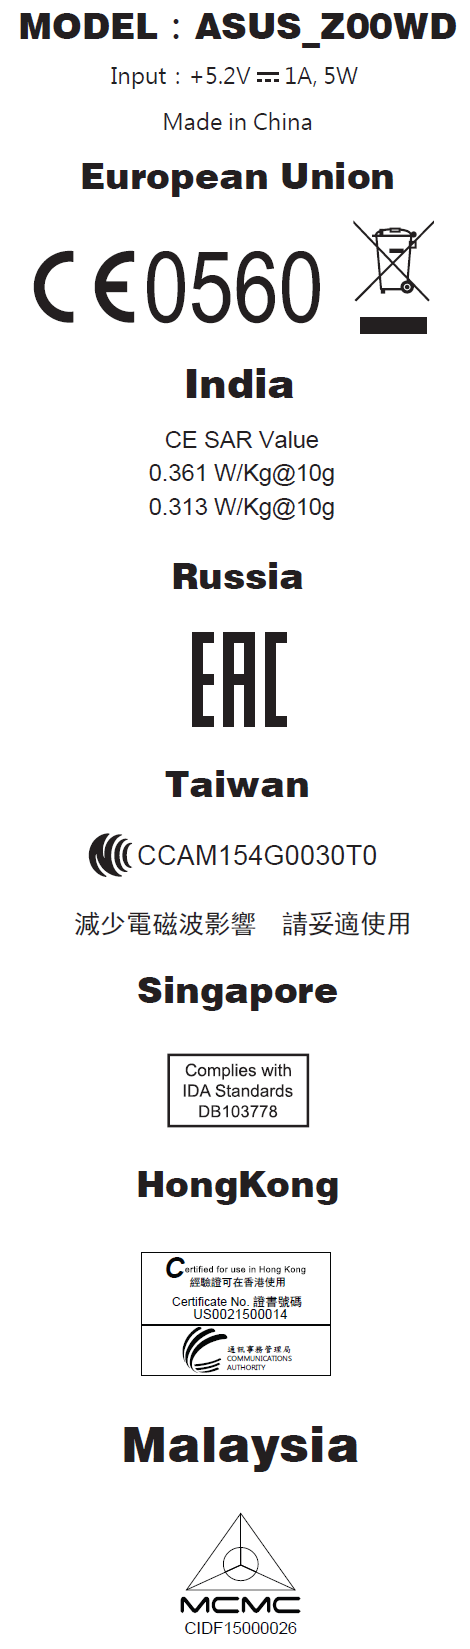 MODEL：ASUS_Z00WD
Input : +5.2V ⎓ 1A, 5W
Made in China
European Union
CE0560
India
CE SAR Value
0.361 W/Kg@10g
0.313 W/Kg@10g
Russia
EAC
Taiwan
CCAM154G0030T0
減少電磁波影響　請妥適使用
Singapore
Complies with
IDA Standards
DB103778
HongKong
Certified for use in Hong Kong
經驗證可在香港使用
Certificate No. 證書號碼
US0021500014
通訊事務管理局
COMMUNICATIONS
AUTHORITY
Malaysia
MCMC
CIDF15000026